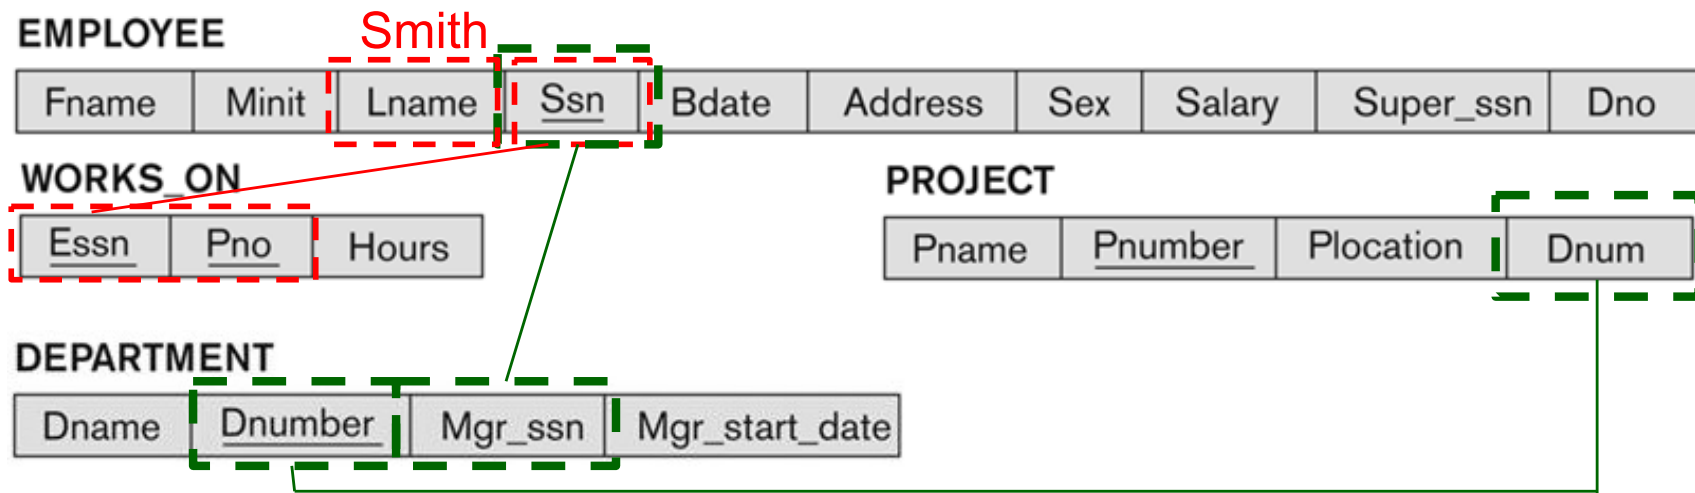 EMPLOYEE Smith
Fname Minit Lname Ssn Bdate Address Sex Salary Super_ssn Dno
WORKS_ON
Essn Pno Hours
PROJECT
Pname Pnumber Plocation Dnum
DEPARTMENT
Dname Dnumber Mgr_ssn Mgr_start_date